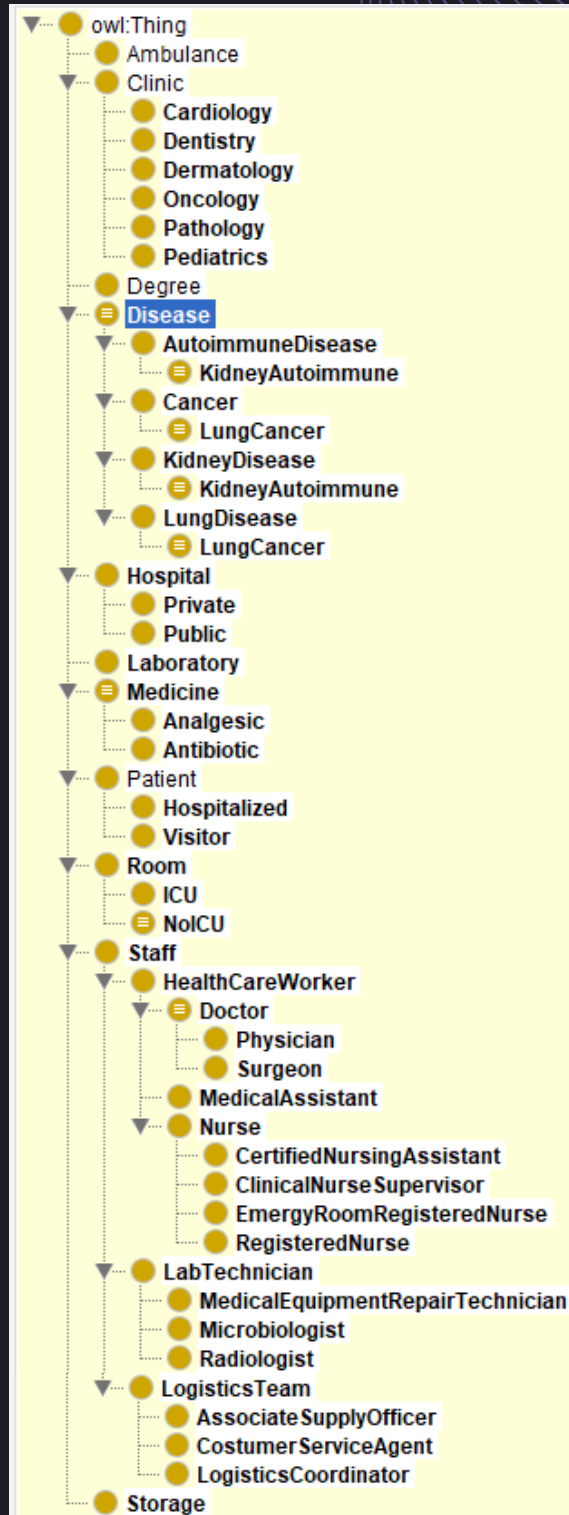 owl:Thing
Ambulance
Clinic
Cardiology
Dentistry
Dermatology
Oncology
Pathology
Pediatrics
Degree
Disease
AutoimmuneDisease
KidneyAutoimmune
Cancer
LungCancer
KidneyDisease
KidneyAutoimmune
LungDisease
LungCancer
Hospital
Private
Public
Laboratory
Medicine
Analgesic
Antibiotic
Patient
Hospitalized
Visitor
Room
ICU
NoICU
Staff
HealthCareWorker
Doctor
Physician
Surgeon
MedicalAssistant
Nurse
CertifiedNursingAssistant
ClinicalNurseSupervisor
EmergyRoomRegisteredNurse
RegisteredNurse
LabTechnician
MedicalEquipmentRepairTechnician
Microbiologist
Radiologist
LogisticsTeam
AssociateSupplyOfficer
CostumerServiceAgent
LogisticsCoordinator
Storage